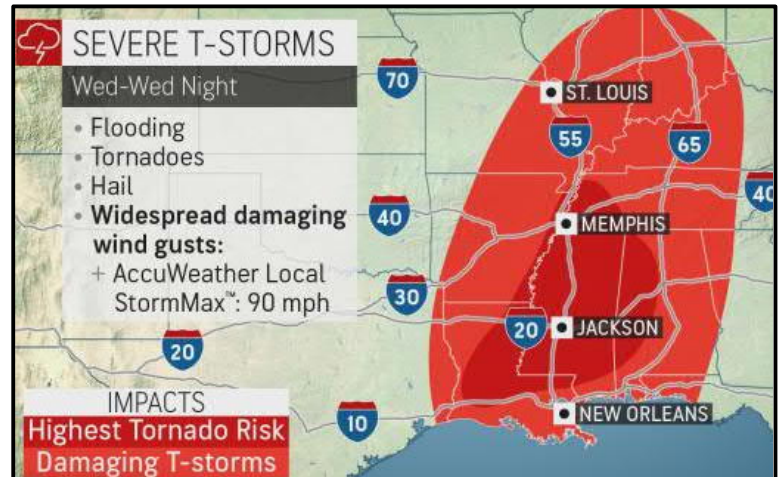 SEVERE T-STORMS
Wed-Wed Night
• Flooding
• Tornadoes
• Hail
• Widespread damaging
wind gusts:
+ AccuWeather Local
StormMax™: 90 mph
70
ST. LOUIS
55
65
40
40
MEMPHIS
30
20
20
JACKSON
10
NEW ORLEANS
IMPACTS
Highest Tornado Risk
Damaging T-storms